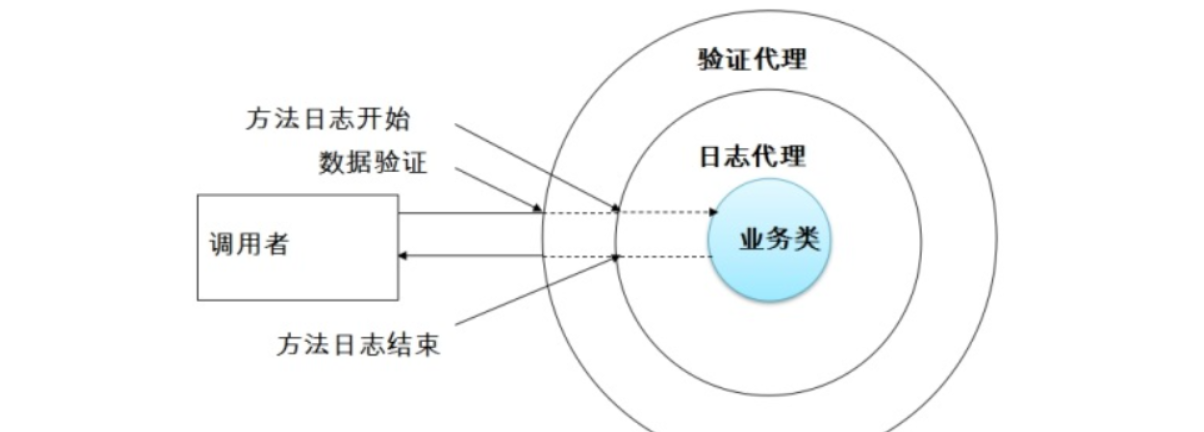 验证代理
方法日志开始
日志代理
数据验证
调用者
业务类
方法日志结束